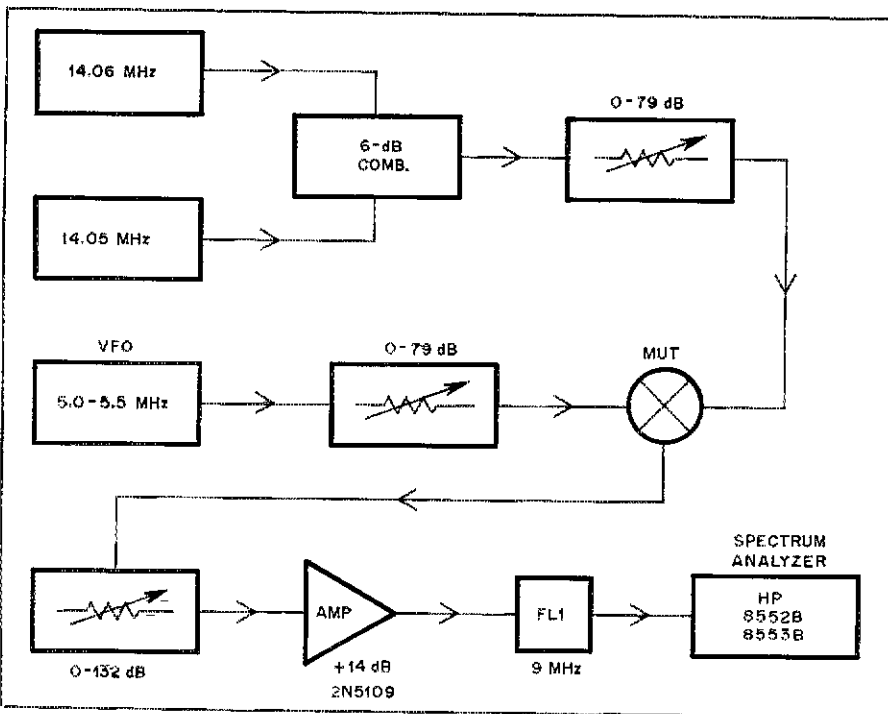 14.06 MHz
6-dB
COMB.
0-79 dB
14.05 MHz
VFO
5.0-5.5 MHz
0-79 dB
MUT
0-132 dB
AMP
+14 dB
2N5109
FL1
9 MHz
SPECTRUM
ANALYZER
HP
8552B
8553B